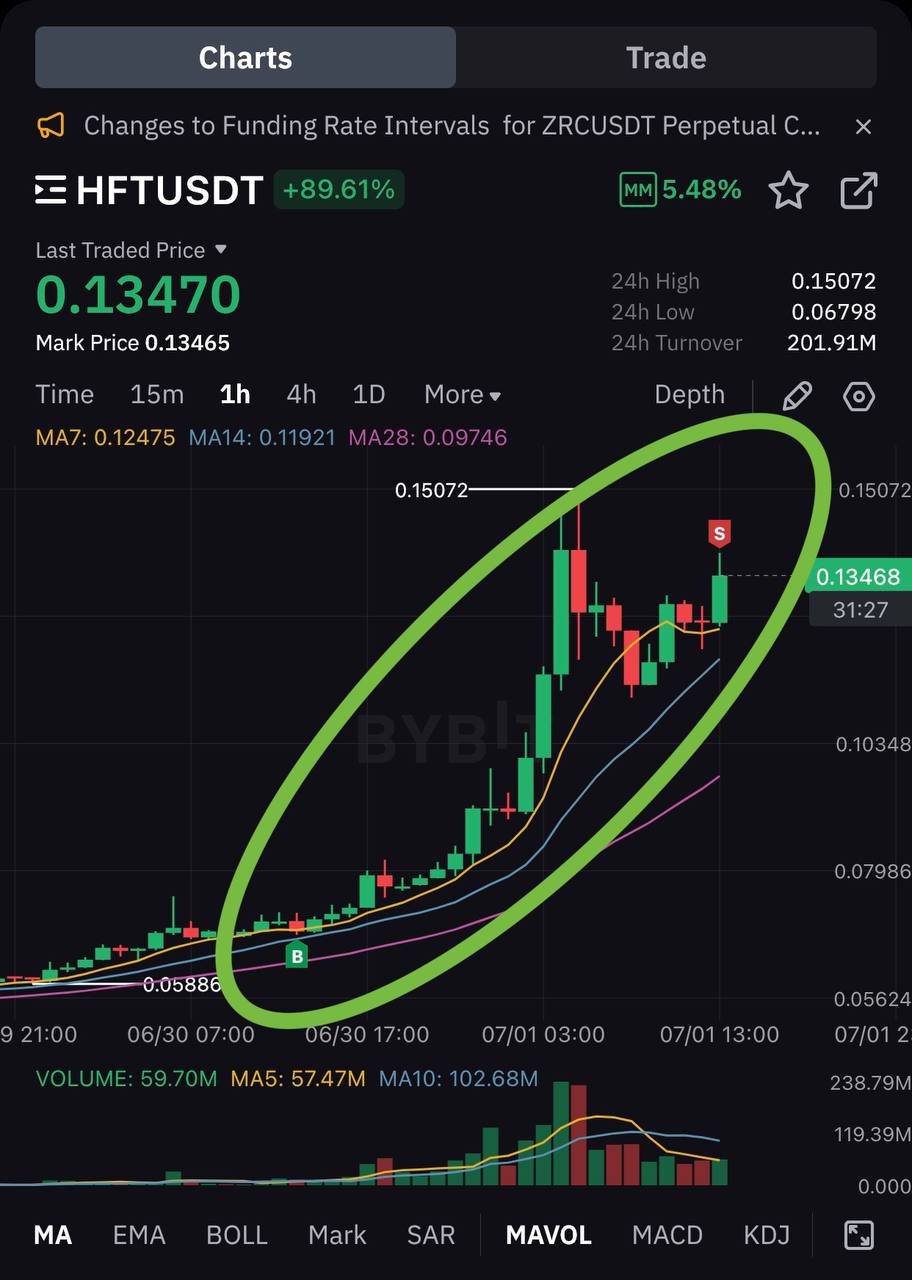 Charts Trade
Changes to Funding Rate Intervals for ZRCUSDT Perpetual C...
HFTUSDT +89.61% MM 5.48%
Last Traded Price
0.13470
24h High 0.15072
24h Low 0.06798
Mark Price 0.13465 24h Turnover 201.91M
Time 15m 1h 4h 1D More Depth
MA7: 0.12475 MA14: 0.11921 MA28: 0.09746
0.15072 0.15072
S
0.13468
31:27
BYBIT
0.10348
0.07986
B
0.05886
0.05624
9 21:00 06/30 07:00 06/30 17:00 07/01 03:00 07/01 13:00 07/01 2
VOLUME: 59.70M MA5: 57.47M MA10: 102.68M
238.79M
119.39M
0.000
MA EMA BOLL Mark SAR MAVOL MACD KDJ